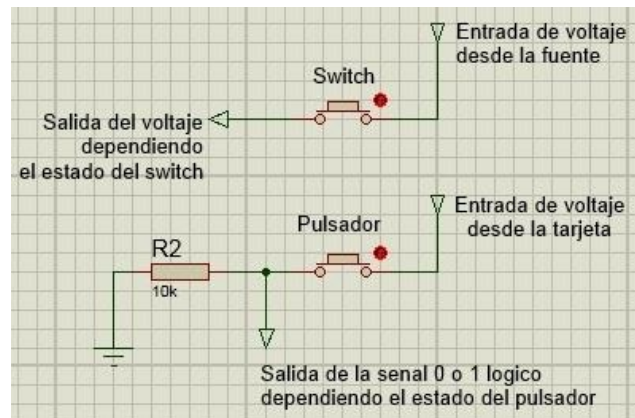 Entrada de voltaje
desde la fuente
Switch
Salida del voltaje
dependiendo
el estado del switch
Entrada de voltaje
desde la tarjeta
Pulsador
R2
10k
Salida de la senal 0 o 1 logico
dependiendo el estado del pulsador